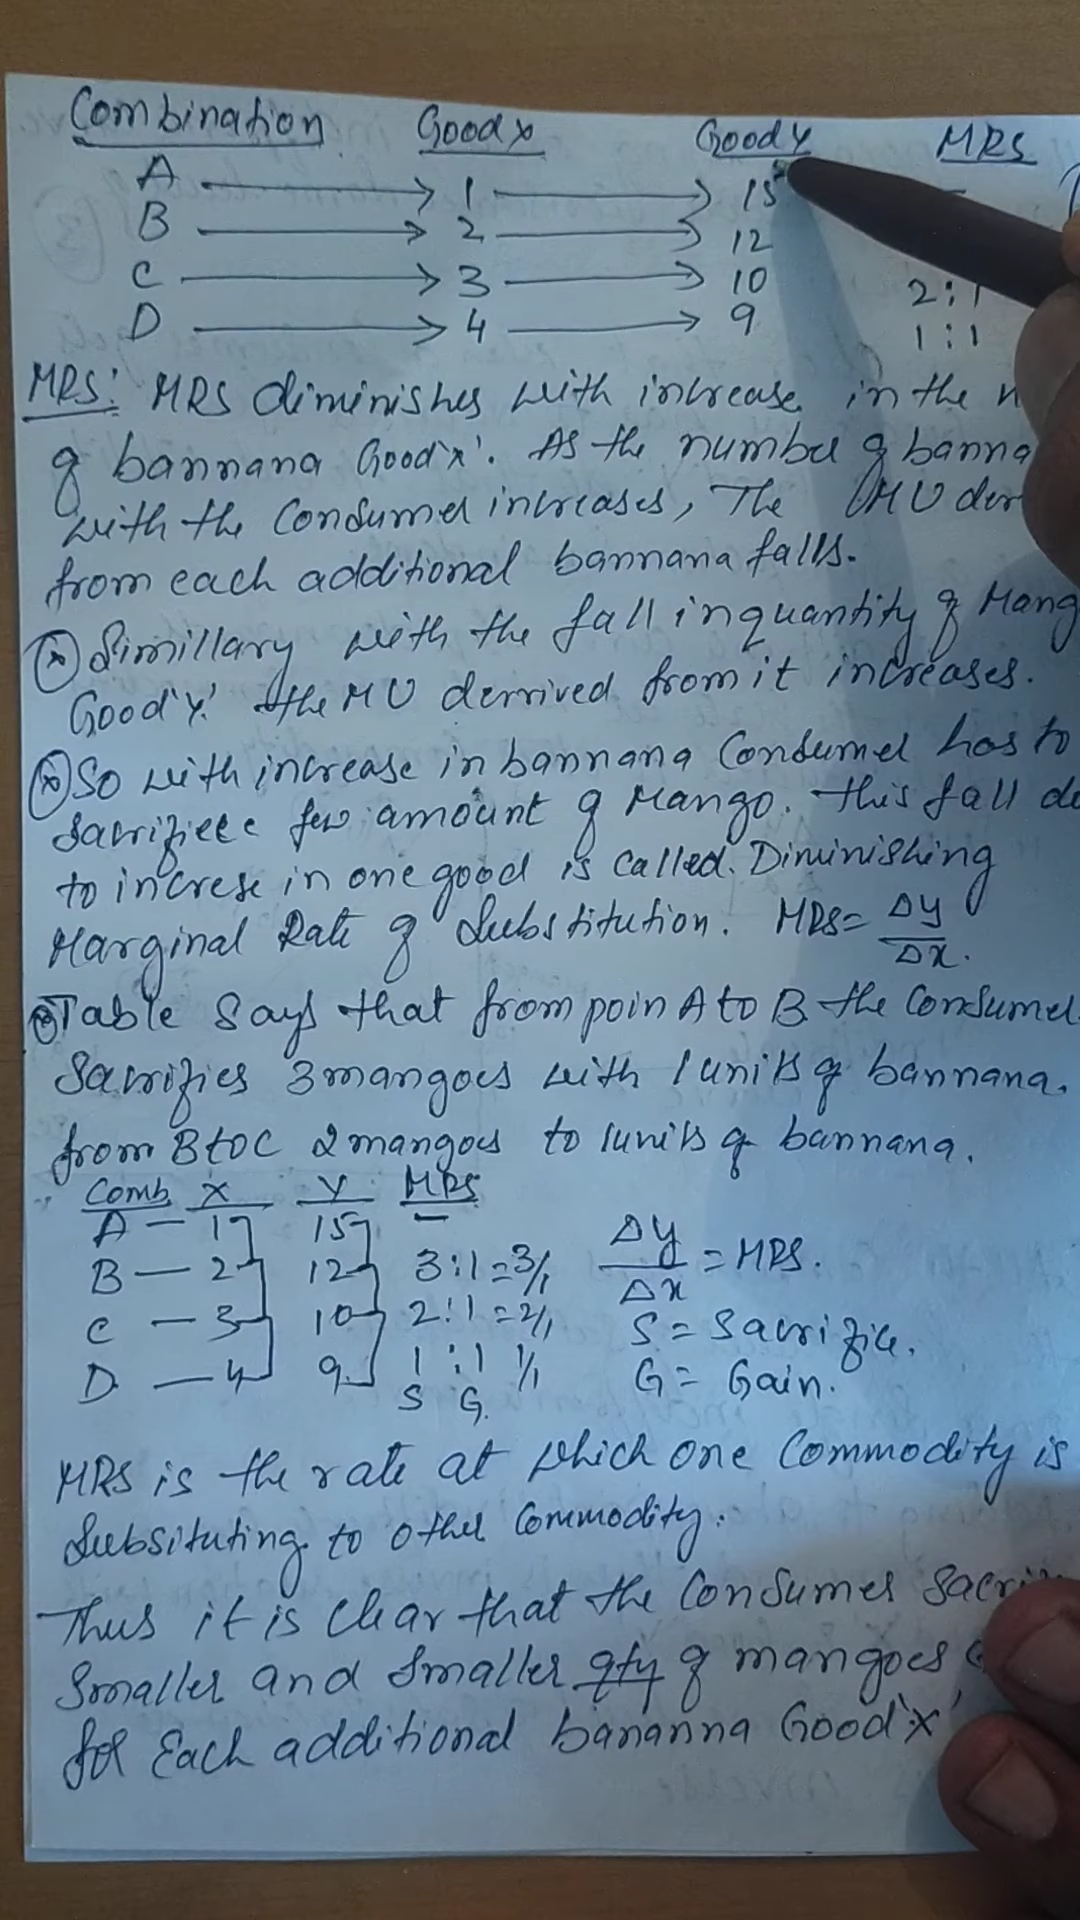 Combination Good x Good y MRS
A → 1 → 15 –
B → 2 → 12
C → 3 → 10 2:1
D → 4 → 9 1:1
MRS: MRS diminishes with increase in the
of bannana Good 'x'. As the number of banna
with the Consumer increases, The MU der
from each additional bannana falls.
Simillary with the fall in quantity of Mang
Good 'Y' the MU derrived from it increases.
So with increase in bannana Consumer has to
few amount of Mango. This fall du
to increse in one good is called. Diminishing
Marginal Rate of Substitution. MRS= Δy/Δx.
Table Says that from poin A to B the Consumer
Sacrifies 3 mangoes with 1 units of bannana.
from B to C 2 mangoes to 1 units of bannana.
Comb X Y MRS
A – 1 15 –
B – 2 12 3:1 = 3/1 Δy/Δx = MRS.
C – 3 10 2:1 = 2/1 S = Sacrifice.
D. – 4 9 1:1 1/1 G = Gain.
S G.
MRS is the rate at which one Commodity is
Subsituting to other Commodity.
Thus it is clear that the Consumer Sacri
Smaller and Smaller qty of mangoes
for Each additional bananna Good 'x'